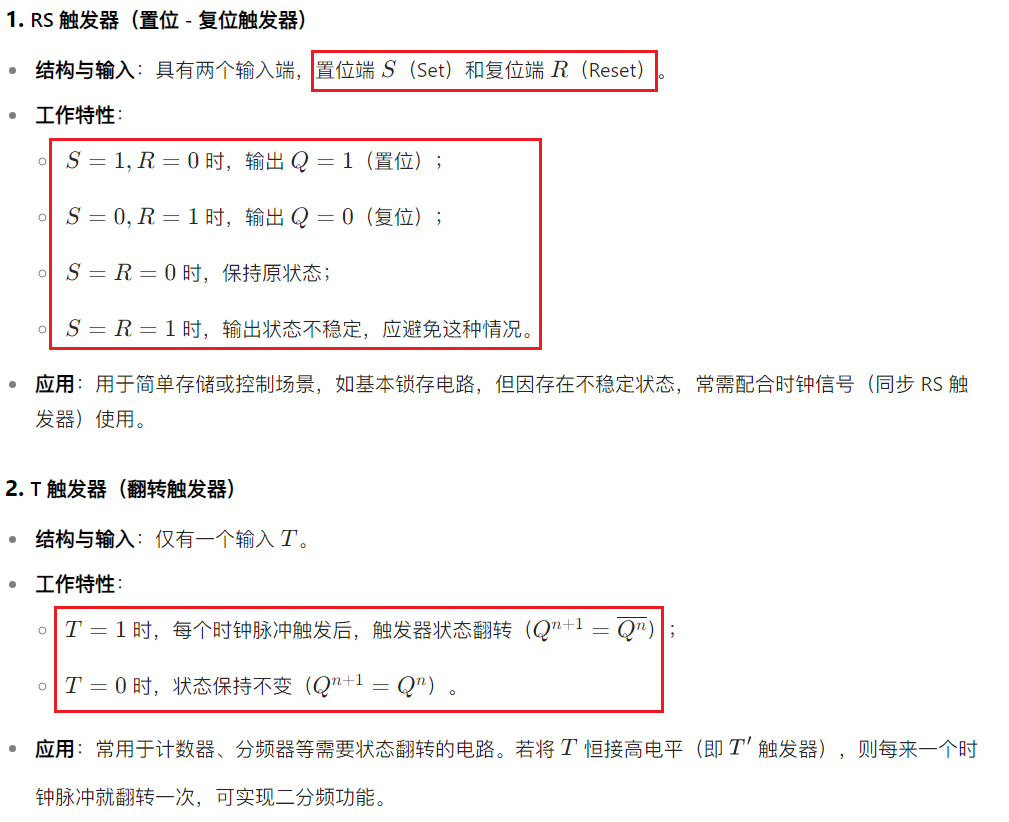 1. RS 触发器（置位 - 复位触发器）
结构与输入：具有两个输入端，置位端 S（Set）和复位端 R（Reset）。
工作特性：
S = 1, R = 0 时，输出 Q = 1（置位）；
S = 0, R = 1 时，输出 Q = 0（复位）；
S = R = 0 时，保持原状态；
S = R = 1 时，输出状态不稳定，应避免这种情况。
应用：用于简单存储或控制场景，如基本锁存电路，但因存在不稳定状态，常需配合时钟信号（同步 RS 触
发器）使用。
2. T 触发器（翻转触发器）
结构与输入：仅有一个输入 T。
工作特性：
T = 1 时，每个时钟脉冲触发后，触发器状态翻转（Qⁿ⁺¹ = \overline{Qⁿ}）；
T = 0 时，状态保持不变（Qⁿ⁺¹ = Qⁿ）。
应用：常用于计数器、分频器等需要状态翻转的电路。若将 T 恒接高电平（即 T′ 触发器），则每来一个时
钟脉冲就翻转一次，可实现二分频功能。